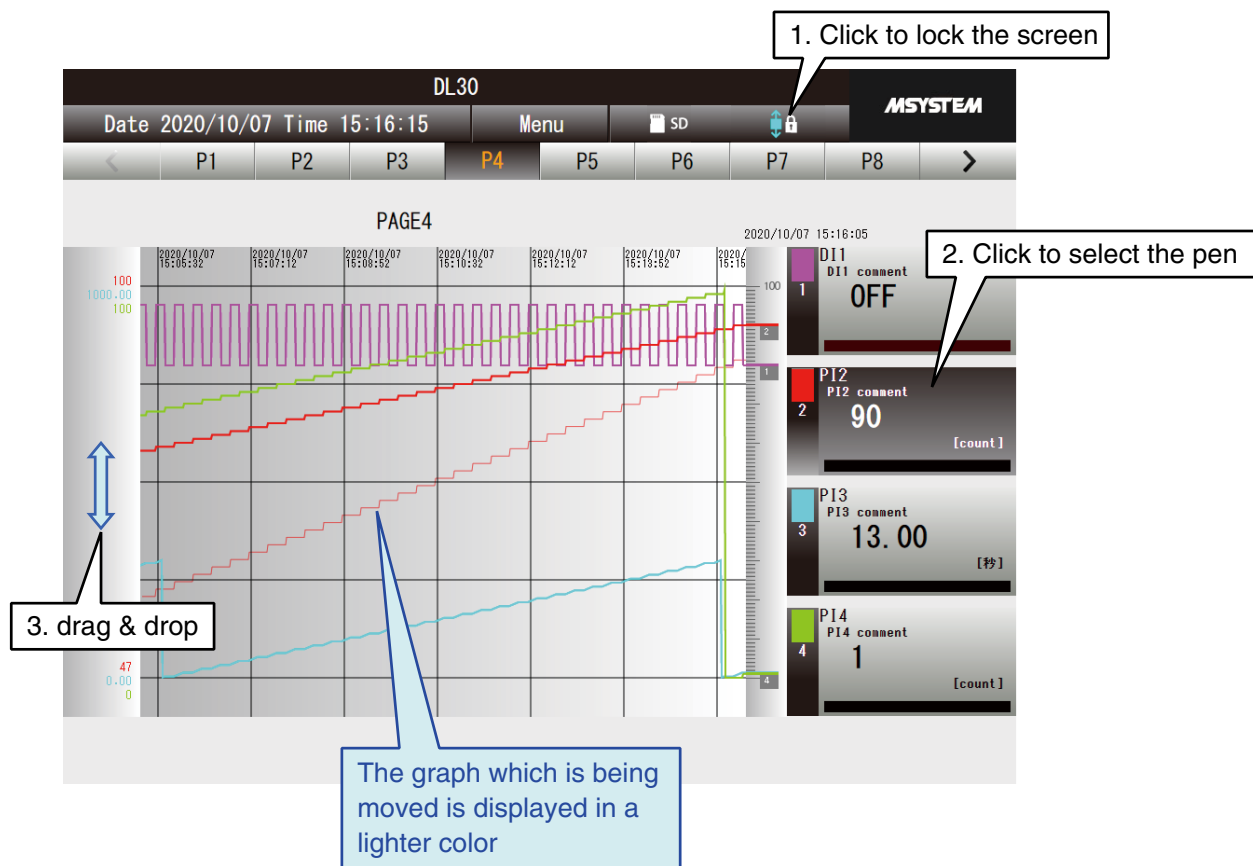 1. Click to lock the screen
DL30
MSYSTEM
Date 2020/10/07 Time 15:16:15
Menu
SD
P1 P2 P3 P4 P5 P6 P7 P8
PAGE4
2020/10/07 15:16:05
2. Click to select the pen
2020/10/07 2020/10/07 2020/10/07 2020/10/07 2020/10/07 2020/10/07 2020/
15:05:32 15:07:12 15:08:52 15:10:32 15:12:12 15:13:52 15:15
100
1000.00
100
100
2
1
4
DI1
DI1 comment
1
OFF
PI2
PI2 comment
2
90
[count]
PI3
PI3 comment
3
13.00
[秒]
PI4
PI4 comment
4
1
[count]
3. drag & drop
47
0.00
0
The graph which is being
moved is displayed in a
lighter color